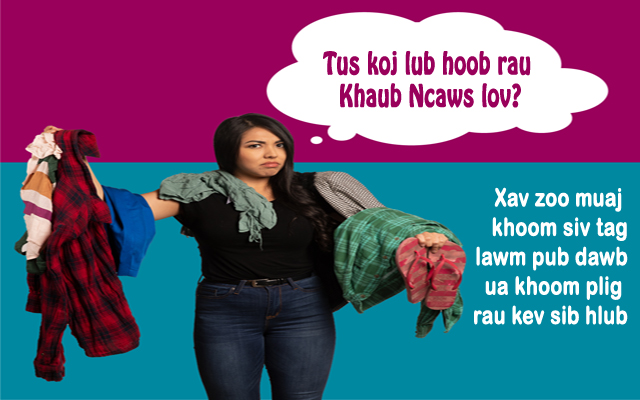 Tus koj lub hoob rau
Khaub Ncaws lov?
Xav zoo muaj
khoom siv tag
lawm pub dawb
ua khoom plig
rau kev sib hlub